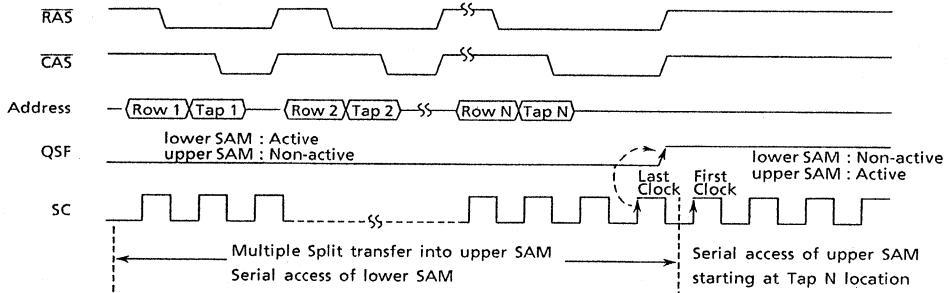 RAS
CAS
Address
Row 1 Tap 1 Row 2 Tap 2 Row N Tap N
QSF
lower SAM : Active
upper SAM : Non-active
lower SAM : Non-active
upper SAM : Active
SC
Last
Clock
First
Clock
Multiple Split transfer into upper SAM
Serial access of lower SAM
Serial access of upper SAM
starting at Tap N location